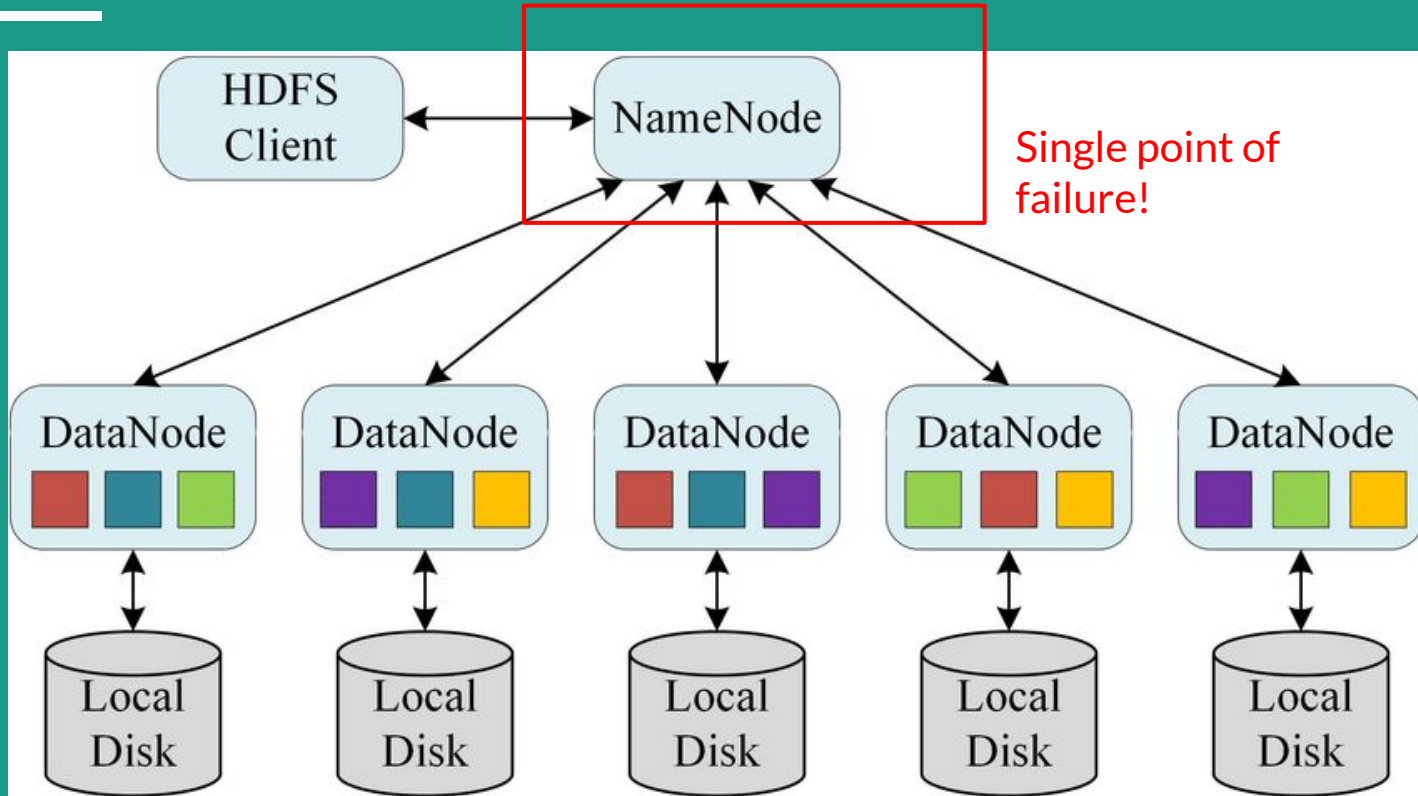 HDFS
Client
NameNode
Single point of
failure!
DataNode
DataNode
DataNode
DataNode
DataNode
Local
Disk
Local
Disk
Local
Disk
Local
Disk
Local
Disk